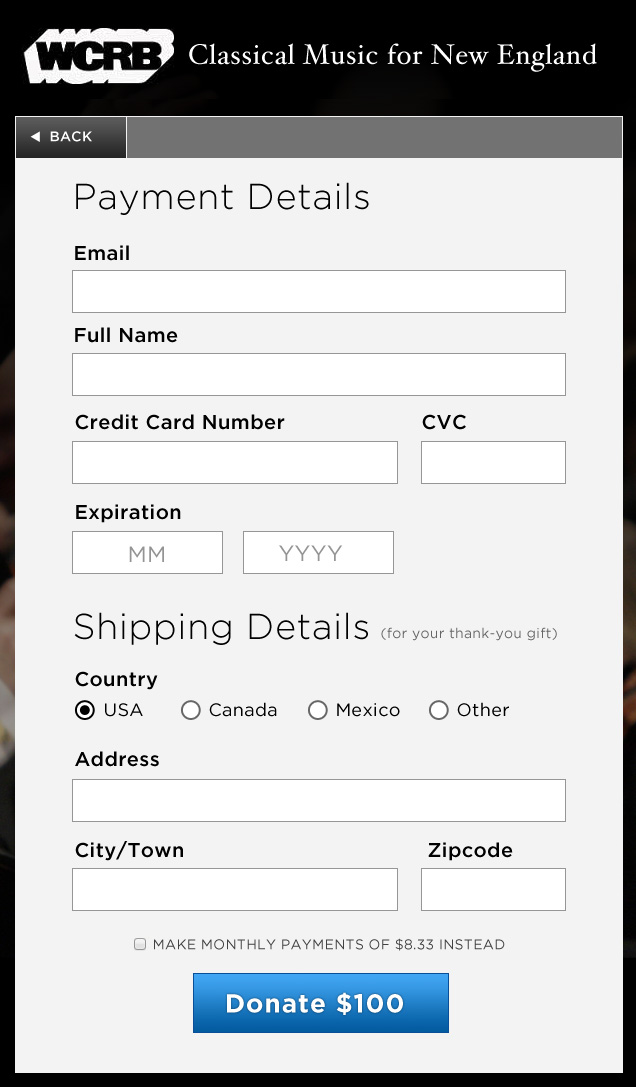 WCRB Classical Music for New England
◄ BACK
Payment Details
Email
Full Name
Credit Card Number CVC
Expiration
MM YYYY
Shipping Details (for your thank-you gift)
Country
USA Canada Mexico Other
Address
City/Town Zipcode
MAKE MONTHLY PAYMENTS OF $8.33 INSTEAD
Donate $100